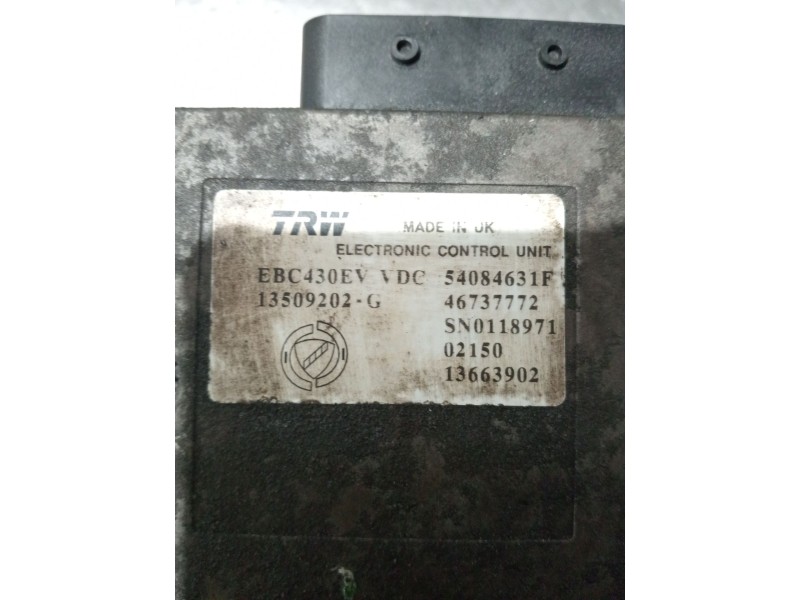 TRW MADE IN UK
ELECTRONIC CONTROL UNIT
EBC430EV VDC 54084631F
13509202-G 46737772
SN0118971
02150
13663902